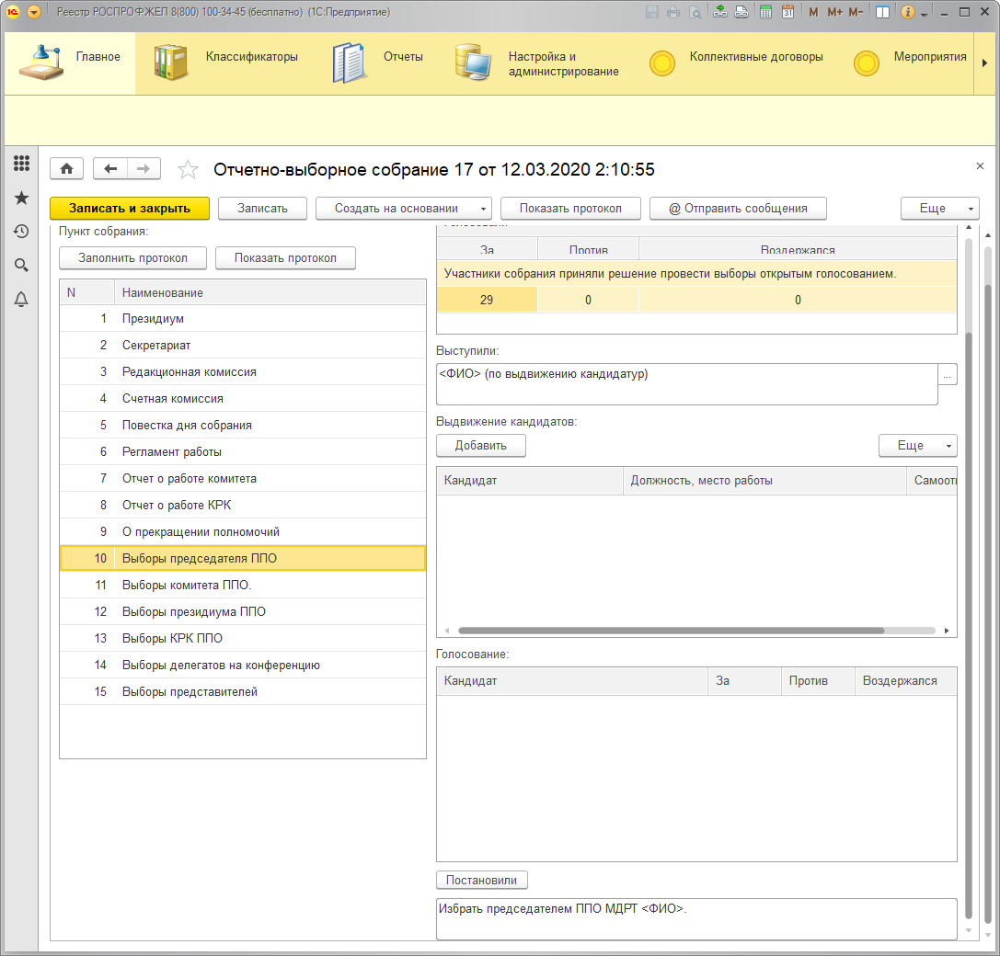 Реестр РОСПРОФЖЕЛ 8(800) 100-34-45 (бесплатно) (1С:Предприятие)
M M+ M-
Главное
Классификаторы
Отчеты
Настройка и
администрирование
Коллективные договоры
Мероприятия
Отчетно-выборное собрание 17 от 12.03.2020 2:10:55
Записать и закрыть
Записать
Создать на основании
Показать протокол
@ Отправить сообщения
Еще
Пункт собрания:
Заполнить протокол
Показать протокол
N Наименование
1 Президиум
2 Секретариат
3 Редакционная комиссия
4 Счетная комиссия
5 Повестка дня собрания
6 Регламент работы
7 Отчет о работе комитета
8 Отчет о работе КРК
9 О прекращении полномочий
10 Выборы председателя ППО
11 Выборы комитета ППО.
12 Выборы президиума ППО
13 Выборы КРК ППО
14 Выборы делегатов на конференцию
15 Выборы представителей
За Против Воздержался
Участники собрания приняли решение провести выборы открытым голосованием.
29 0 0
Выступили:
<ФИО> (по выдвижению кандидатур)
...
Выдвижение кандидатов:
Добавить
Еще
Кандидат Должность, место работы Самоот
Голосование:
Кандидат За Против Воздержался
Постановили
Избрать председателем ППО МДРТ <ФИО>.